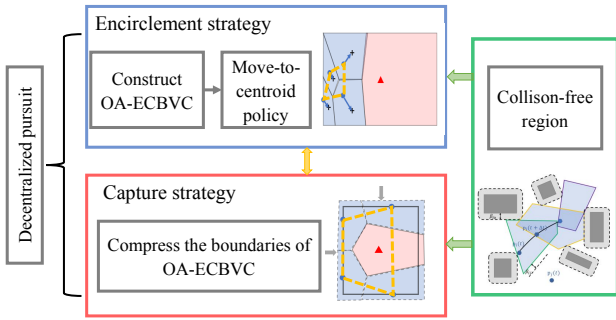 Decentralized pursuit
Encirclement strategy
Construct
OA-ECBVC
Move-to-
centroid
policy
Capture strategy
Compress the boundaries of
OA-ECBVC
Collison-free
region